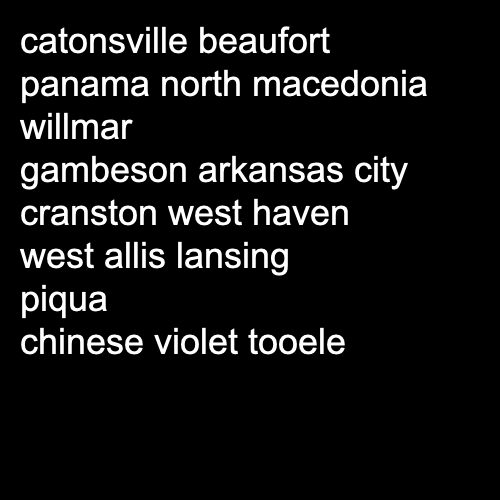 catonsville beaufort
panama north macedonia
willmar
gambeson arkansas city
cranston west haven
west allis lansing
piqua
chinese violet tooele